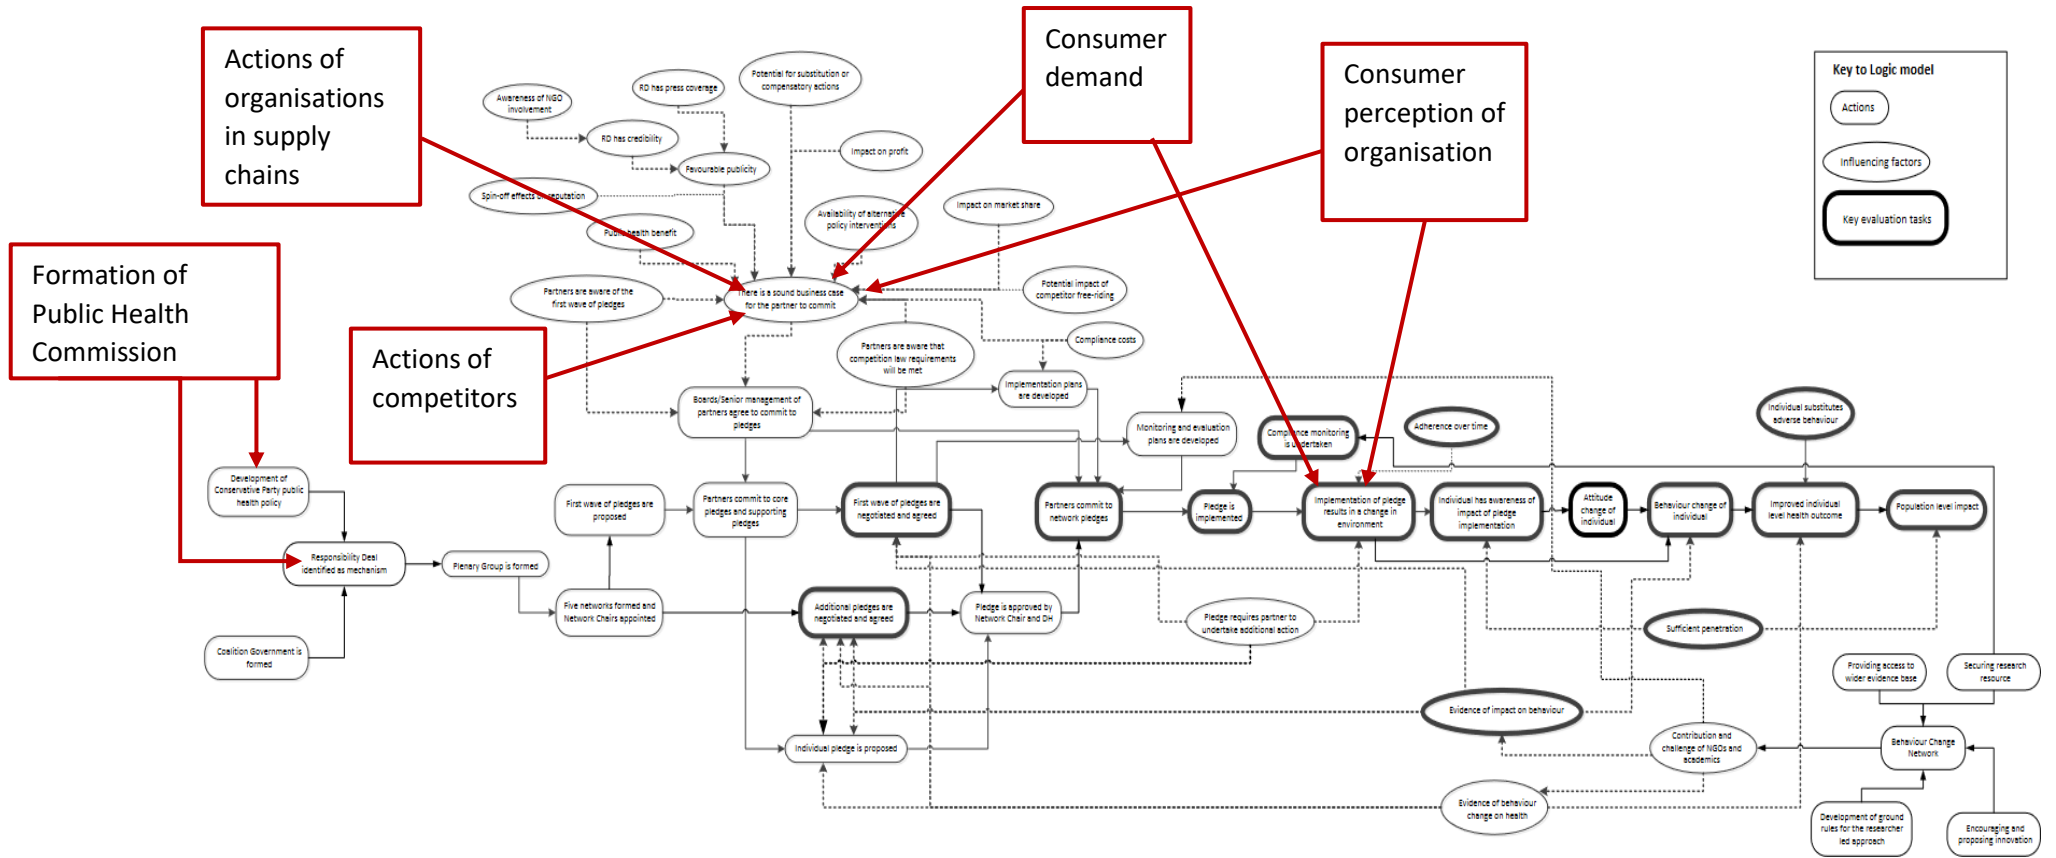 Actions of
organisations
in supply
chains
Consumer
demand
Consumer
perception of
organisation
Formation of
Public Health
Commission
Actions of
competitors
Key to Logic model
Actions
Influencing factors
Key evaluation tasks
Awareness of NGO
involvement
RD has press coverage
Potential for substitution or
compensatory actions
RD has credibility
Favourable publicity
Impact on profit
Spin-off effects on reputation
Public health benefit
Availability of alternative
policy interventions
Impact on market share
Partners are aware of the
first wave of pledges
There is a sound business case
for the partner to commit
Potential impact of
competitor free-riding
Partners are aware that
competition law requirements
will be met
Compliance costs
Implementation plans
are developed
Boards/Senior management of
partners agree to commit to
pledges
Monitoring and evaluation
plans are developed
Compliance monitoring
is undertaken
Adherence over time
Individual substitutes
adverse behaviour
Development of
Conservative Party public
health policy
First wave of pledges are
proposed
Partners commit to core
pledges and supporting
pledges
First wave of pledges are
negotiated and agreed
Partners commit to
network pledges
Pledge is
implemented
Implementation of pledge
results in a change in
environment
Individual has awareness of
impact of pledge
implementation
Attitude
change of
individual
Behaviour change of
individual
Improved individual
level health outcome
Population level impact
Responsibility Deal
identified as mechanism
Plenary Group is formed
Five networks formed and
Network Chairs appointed
Additional pledges are
negotiated and agreed
Pledge is approved by
Network Chair and DH
Pledge requires partner to
undertake additional action
Sufficient penetration
Coalition Government is
formed
Providing access to
wider evidence base
Securing research
resource
Evidence of impact on behaviour
Individual pledge is proposed
Contribution and
challenge of NGOs and
academics
Behaviour Change
Network
Evidence of behaviour
change on health
Development of ground
rules for the researcher
led approach
Encouraging and
proposing innovation